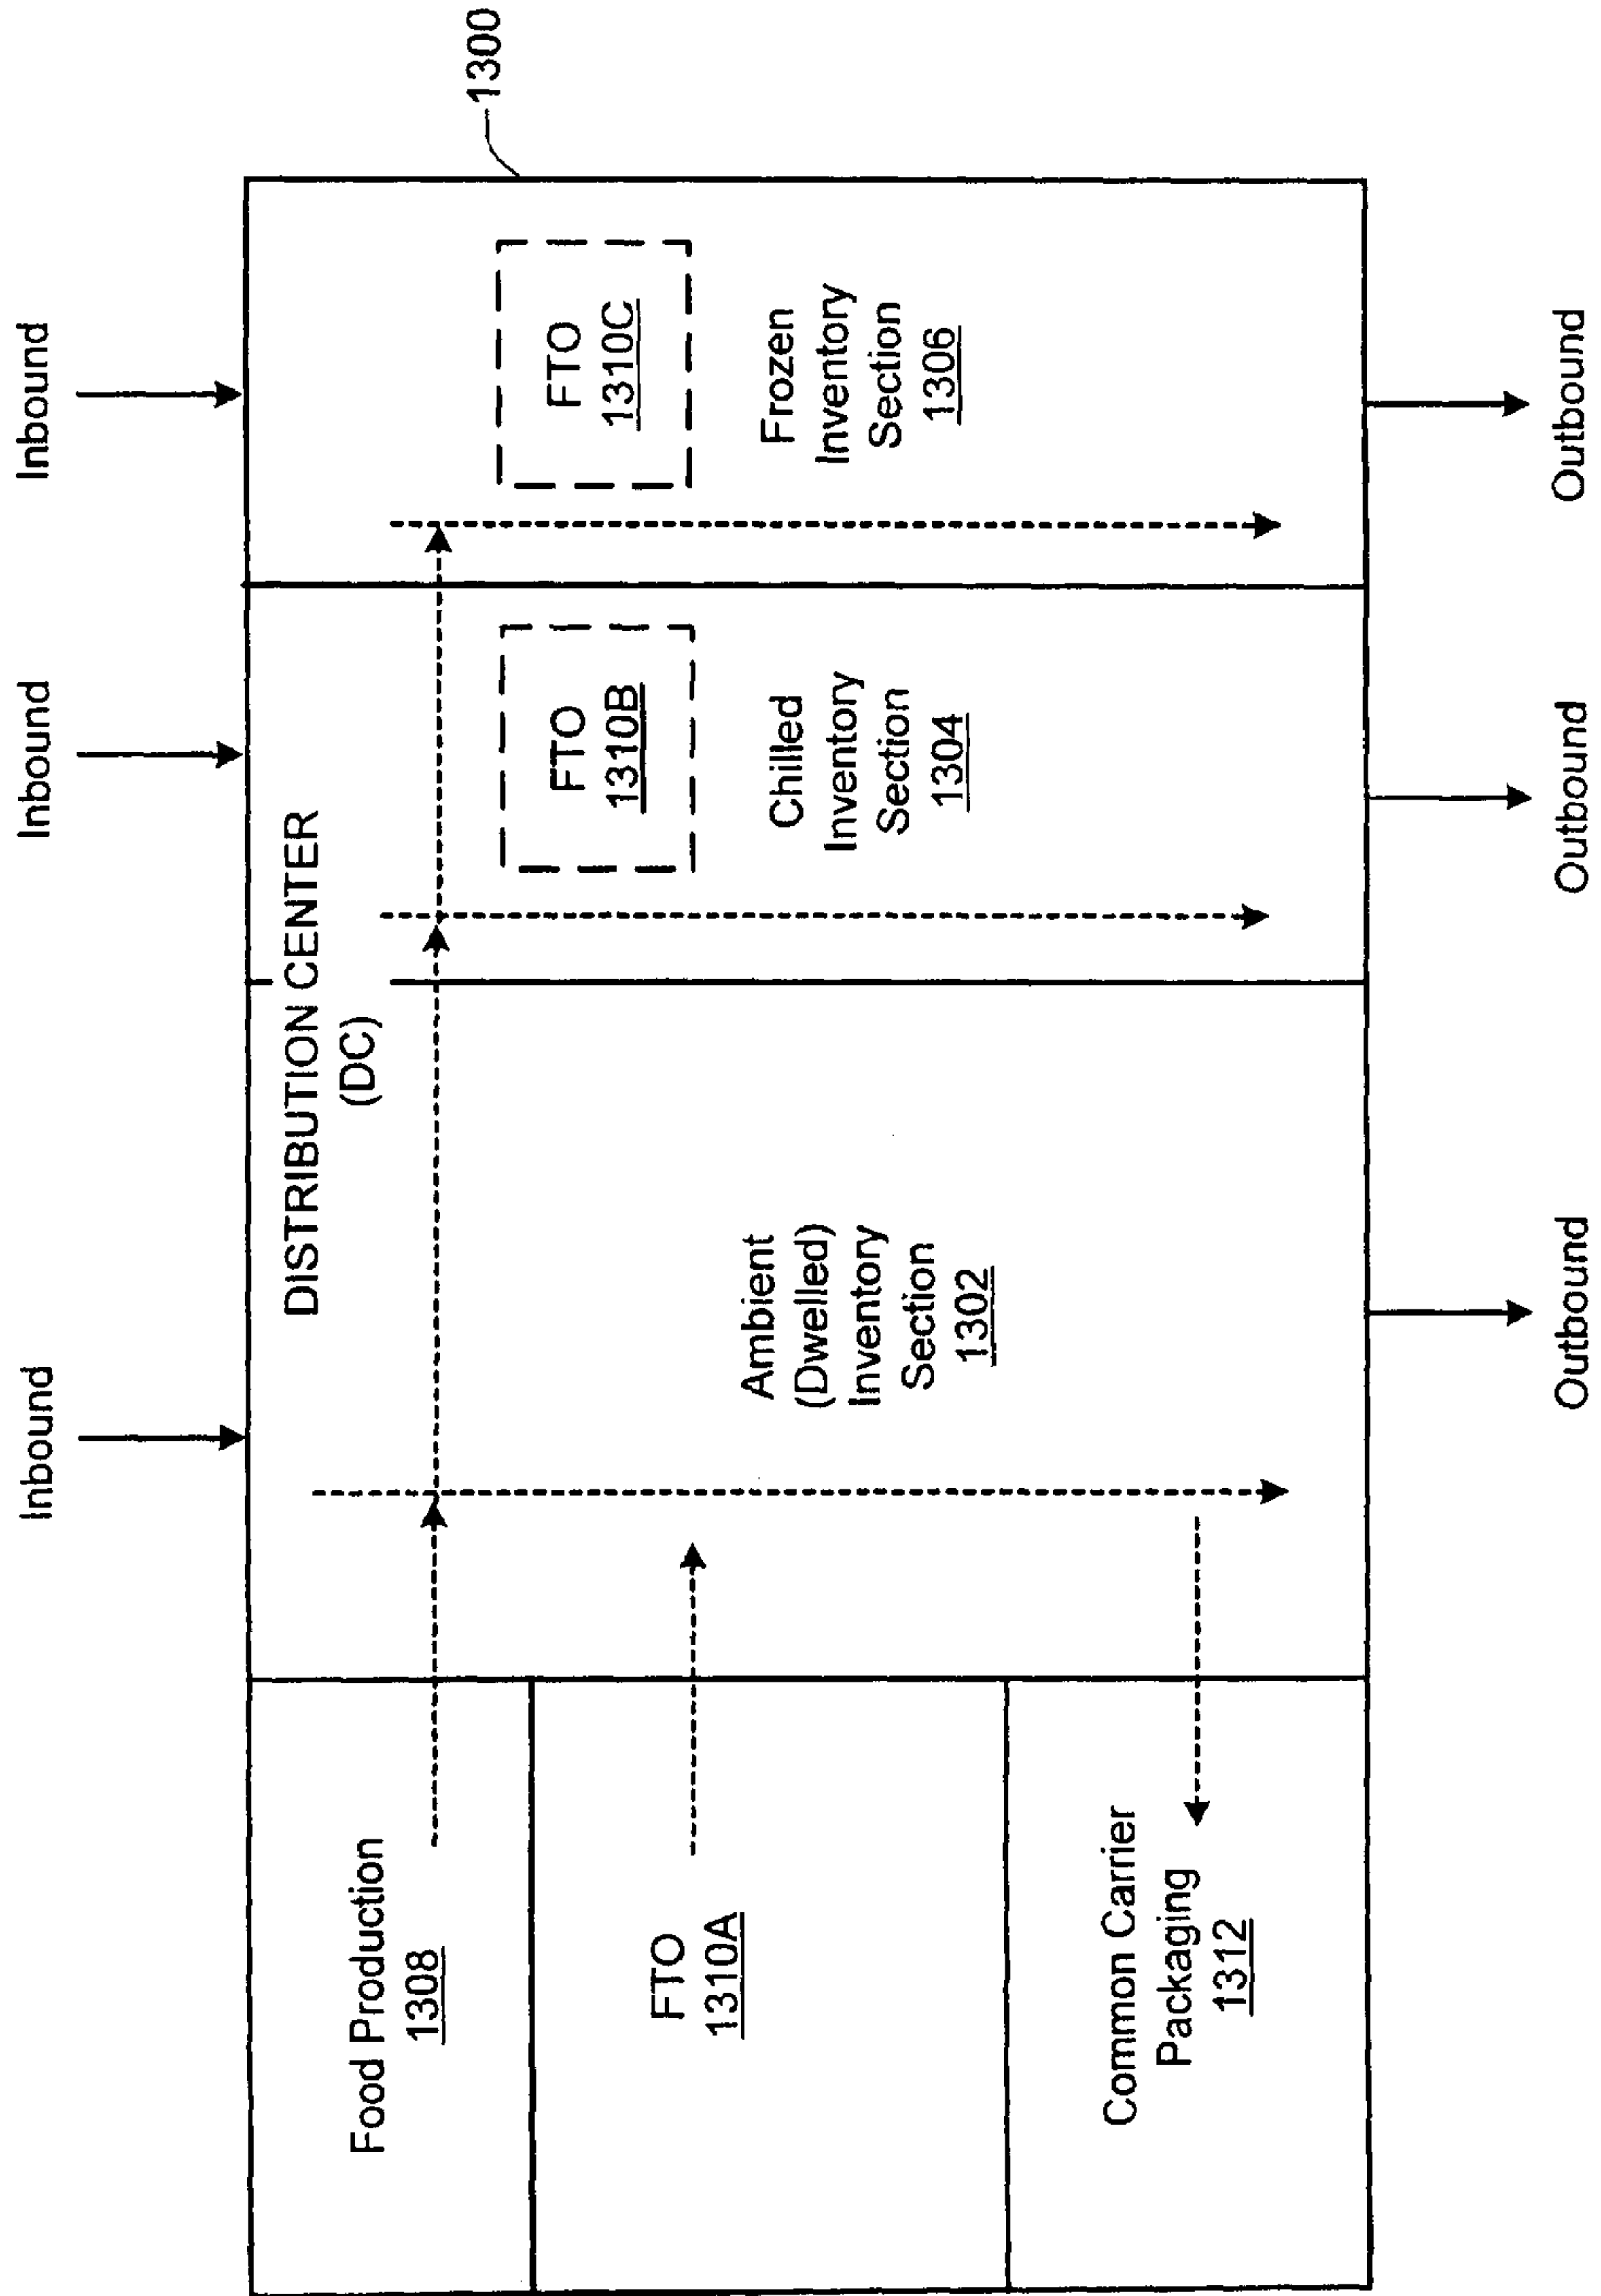 Inbound
Inbound
Inbound
1300
DISTRIBUTION CENTER
(DC)
Food Production
1308
FTO
1310A
Common Carrier
Packaging
1312
Ambient
(Dwelled)
Inventory
Section
1302
FTO
1310B
Chilled
Inventory
Section
1304
FTO
1310C
Frozen
Inventory
Section
1306
Outbound
Outbound
Outbound